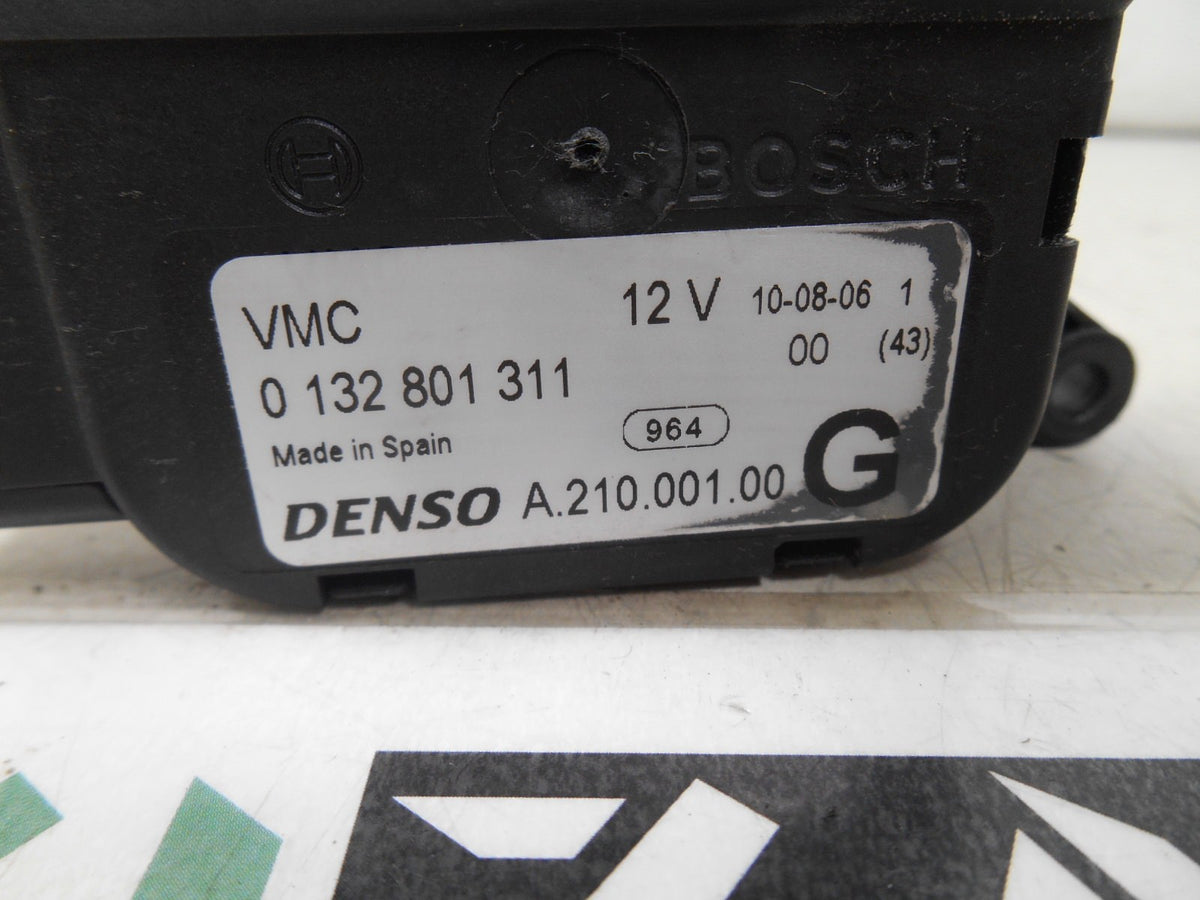 BOSCH
VMC 12 V 10-08-06 1
00 (43)
0 132 801 311
Made in Spain 964
DENSO A.210.001.00 G